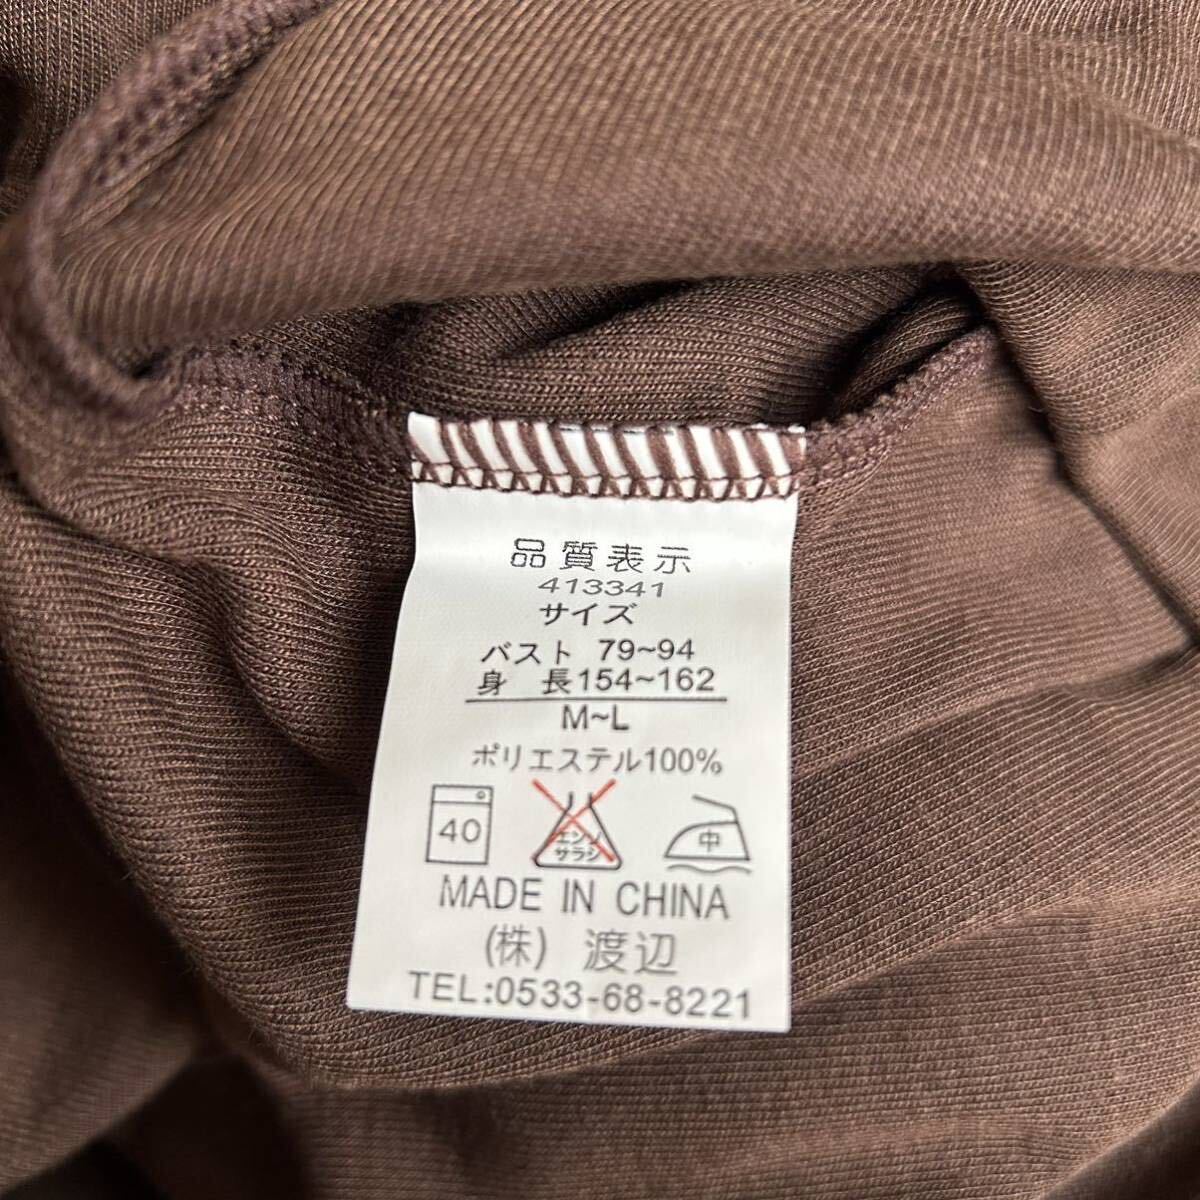 品質表示
413341
サイズ
バスト 79~94
身 長154~162
M~L
ポリエステル100%
40
エンソ
サラシ
中
MADE IN CHINA
(株) 渡辺
TEL:0533-68-8221